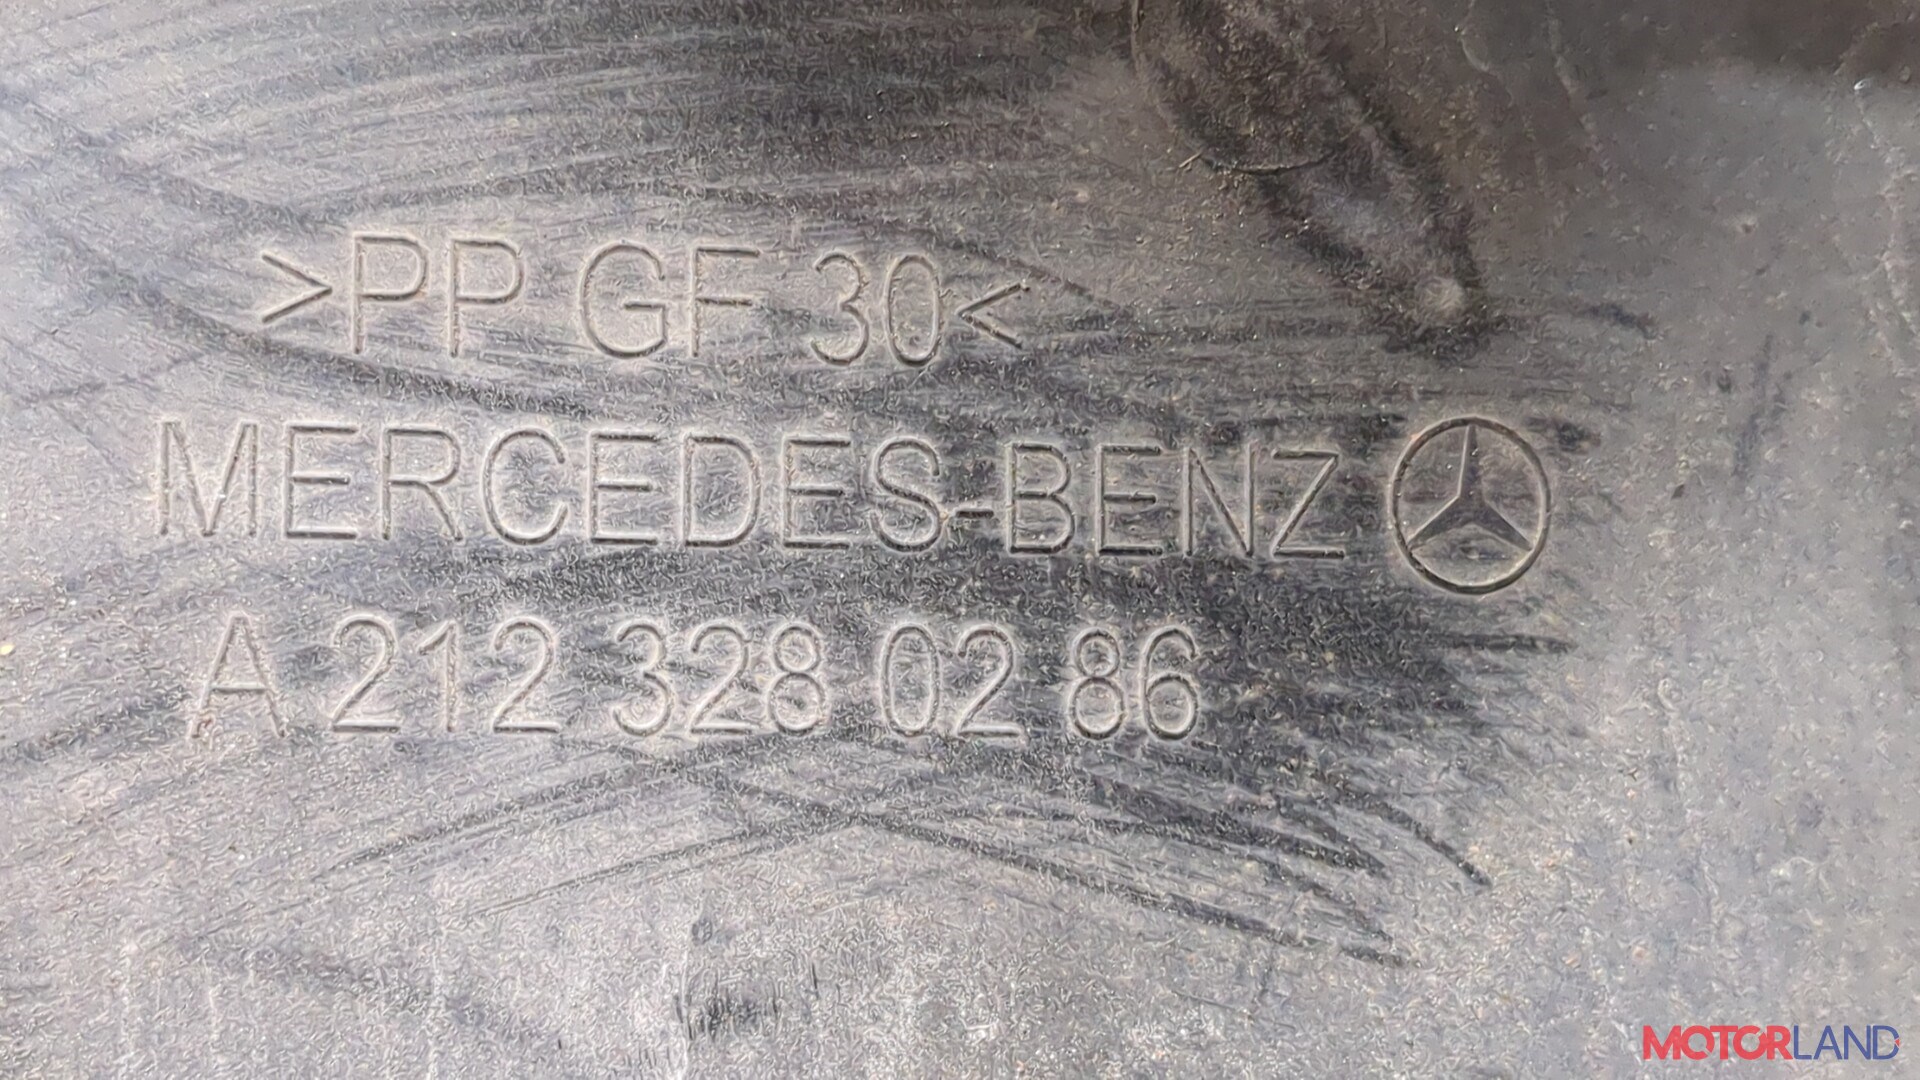 >PP GF 30<
MERCEDES-BENZ
A 212 328 02 86
MOTORLAND